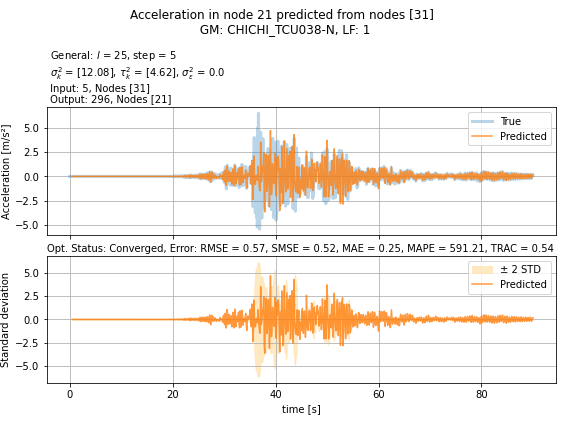 Acceleration in node 21 predicted from nodes [31]
GM: CHICHI_TCU038-N, LF: 1
General: l = 25, step = 5
σ²ₖ = [12.08], τ²ₖ = [4.62], σ²ε = 0.0
Input: 5, Nodes [31]
Output: 296, Nodes [21]
Acceleration [m/s²]
5.0
2.5
0.0
−2.5
−5.0
True
Predicted
Opt. Status: Converged, Error: RMSE = 0.57, SMSE = 0.52, MAE = 0.25, MAPE = 591.21, TRAC = 0.54
Standard deviation
5.0
2.5
0.0
−2.5
−5.0
± 2 STD
Predicted
0 20 40 60 80
time [s]